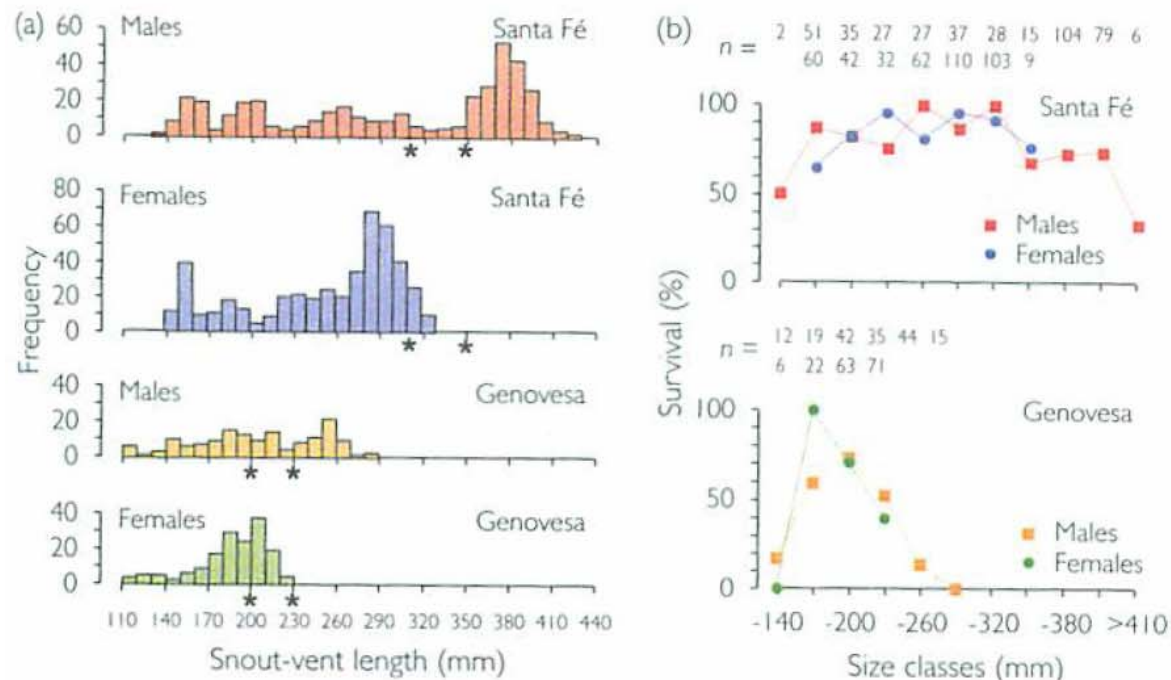 (a)
Males
Santa Fé
60
40
20
0
* *
Females
Santa Fé
80
60
40
20
0
* *
Males
Genovesa
40
20
0
* *
Females
Genovesa
40
20
0
* *
110 140 170 200 230 260 290 320 350 380 410 440
Frequency
Snout-vent length (mm)
(b)
n =
2 51 35 27 27 37 28 15 104 79 6
60 42 32 62 110 103 9
100
50
0
Santa Fé
Males
Females
n =
12 19 42 35 44 15
6 22 63 71
100
50
0
Genovesa
Males
Females
Survival (%)
-140 -200 -260 -320 -380 >410
Size classes (mm)